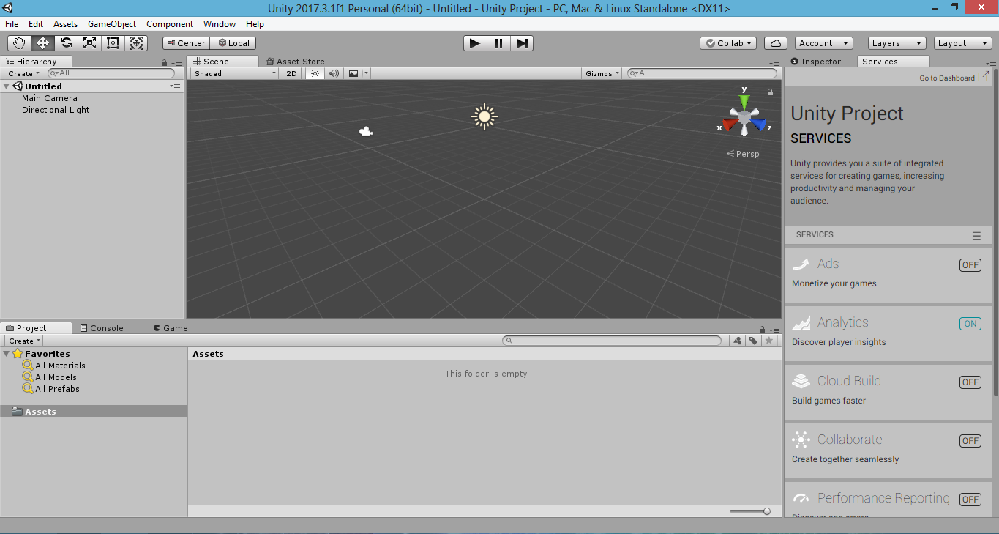 Unity 2017.3.1f1 Personal (64bit) - Untitled - Unity Project - PC, Mac & Linux Standalone <DX11>
File Edit Assets GameObject Component Window Help
Center Local Collab Account Layers Layout
Hierarchy
Create All
Untitled
Main Camera
Directional Light
Scene Asset Store
Shaded 2D Gizmos All
y
x z
Persp
Inspector Services
Go to Dashboard
Unity Project
SERVICES
Unity provides you a suite of integrated
services for creating games, increasing
productivity and managing your
audience.
SERVICES
Ads OFF
Monetize your games
Analytics ON
Discover player insights
Cloud Build OFF
Build games faster
Collaborate OFF
Create together seamlessly
Performance Reporting OFF
Discover app errors
Project Console Game
Create
Favorites
All Materials
All Models
All Prefabs
Assets
Assets
This folder is empty